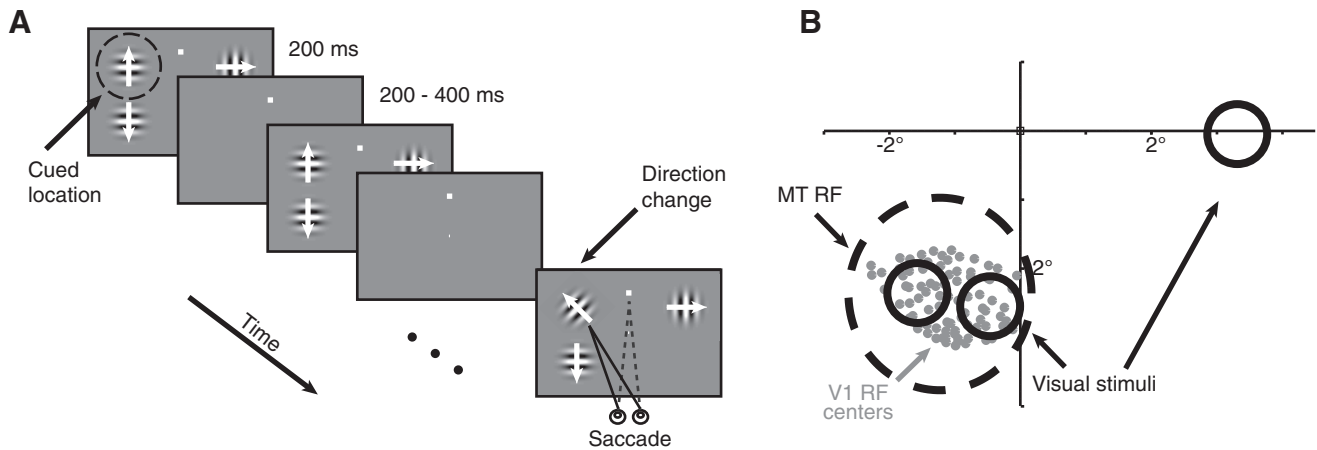 A
200 ms
200 - 400 ms
Cued
location
Direction
change
Time
Saccade
B
-2°
2°
MT RF
2°
V1 RF
centers
Visual stimuli